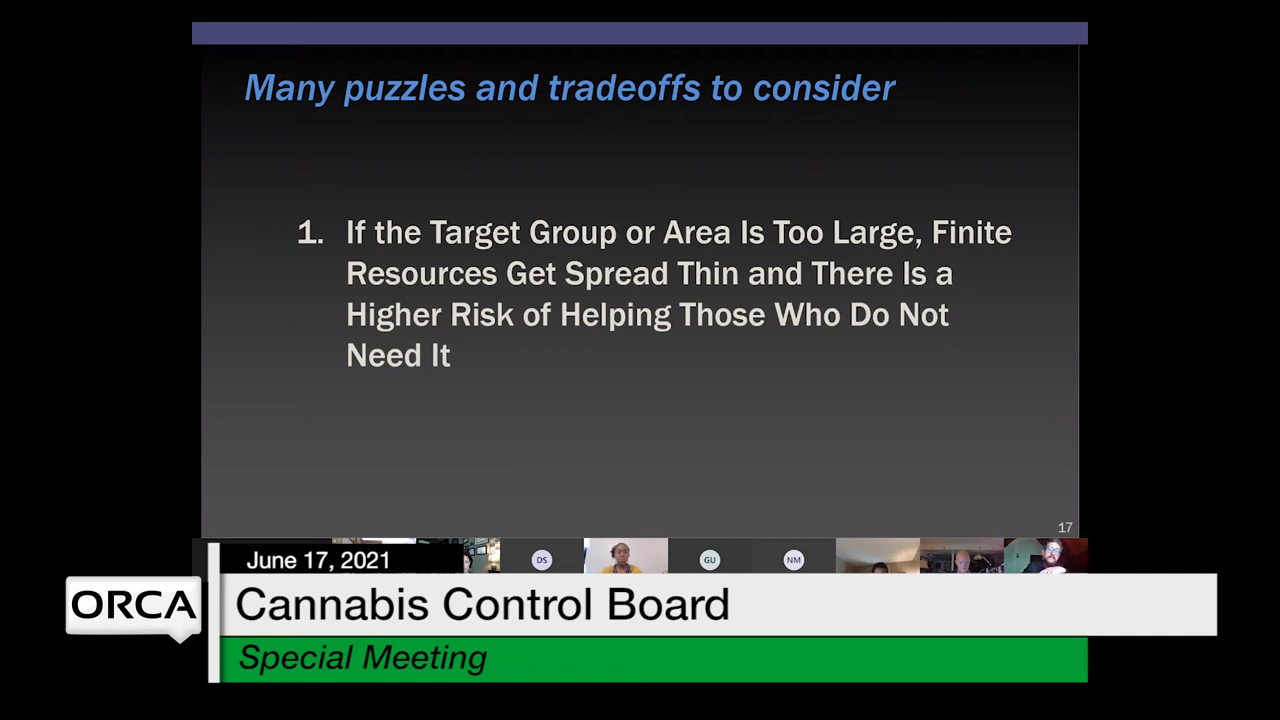 Many puzzles and tradeoffs to consider
1. If the Target Group or Area Is Too Large, Finite
Resources Get Spread Thin and There Is a
Higher Risk of Helping Those Who Do Not
Need It
17
DS
GU
NM
June 17, 2021
ORCA
Cannabis Control Board
Special Meeting